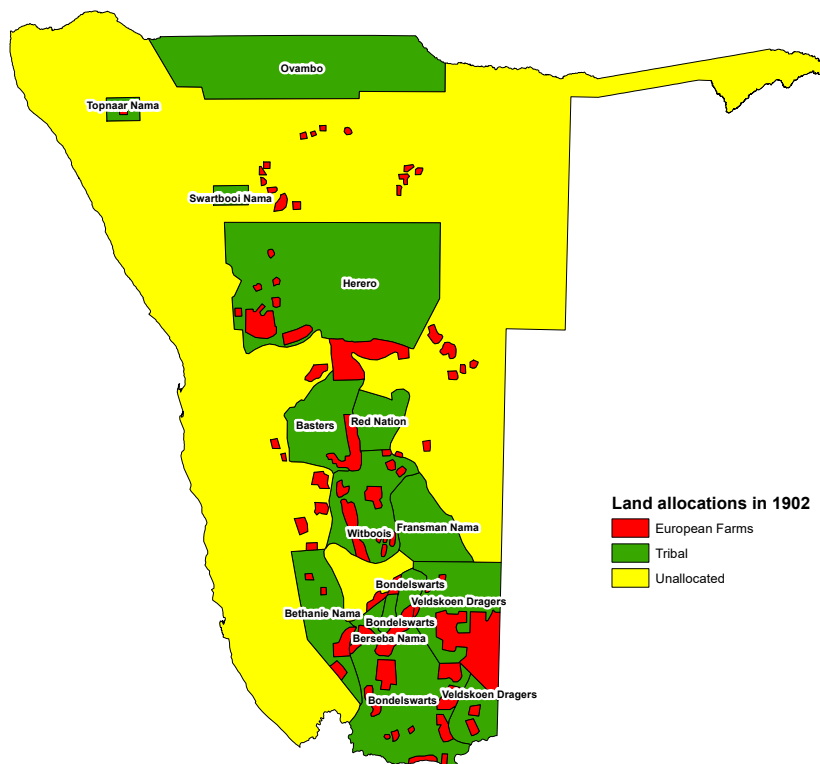 Ovambo
Topnaar Nama
Swartbooi Nama
Herero
Basters
Red Nation
Fransman Nama
Witboois
Land allocations in 1902
European Farms
Tribal
Unallocated
Bondelswarts
Veldskoen Dragers
Bethanie Nama
Bondelswarts
Berseba Nama
Veldskoen Dragers
Bondelswarts